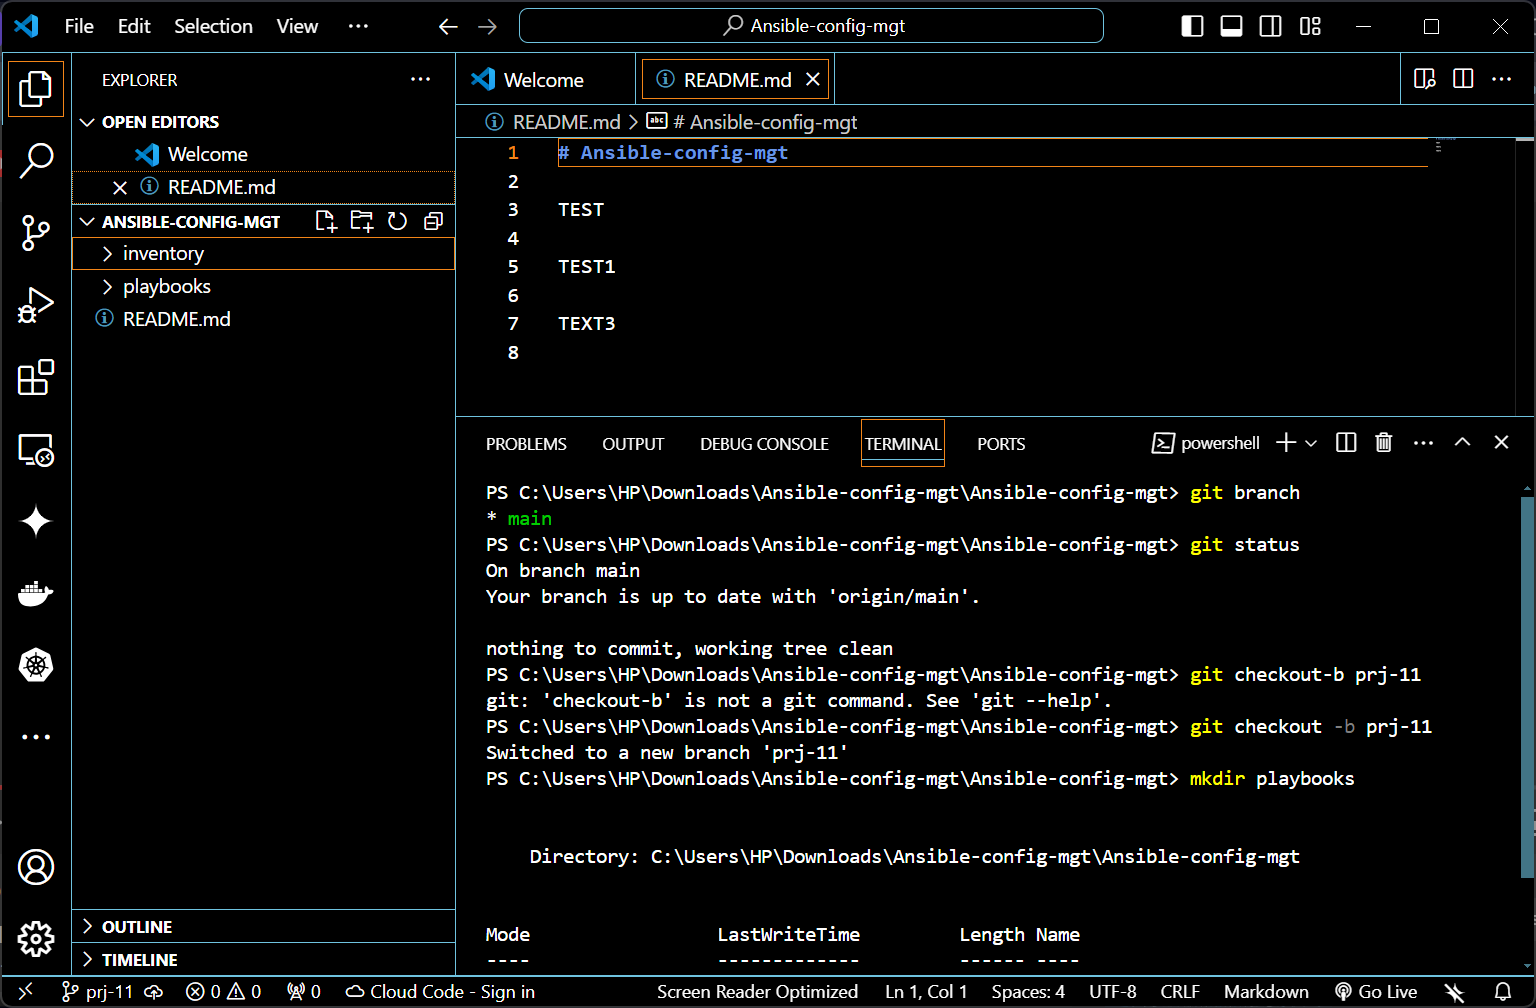 File Edit Selection View ··· Ansible-config-mgt
EXPLORER ···
OPEN EDITORS
Welcome
README.md
ANSIBLE-CONFIG-MGT
inventory
playbooks
README.md
OUTLINE
TIMELINE
Welcome README.md
README.md > # Ansible-config-mgt
1 # Ansible-config-mgt
2
3 TEST
4
5 TEST1
6
7 TEXT3
8
PROBLEMS OUTPUT DEBUG CONSOLE TERMINAL PORTS powershell
PS C:\Users\HP\Downloads\Ansible-config-mgt\Ansible-config-mgt> git branch
* main
PS C:\Users\HP\Downloads\Ansible-config-mgt\Ansible-config-mgt> git status
On branch main
Your branch is up to date with 'origin/main'.
nothing to commit, working tree clean
PS C:\Users\HP\Downloads\Ansible-config-mgt\Ansible-config-mgt> git checkout-b prj-11
git: 'checkout-b' is not a git command. See 'git --help'.
PS C:\Users\HP\Downloads\Ansible-config-mgt\Ansible-config-mgt> git checkout -b prj-11
Switched to a new branch 'prj-11'
PS C:\Users\HP\Downloads\Ansible-config-mgt\Ansible-config-mgt> mkdir playbooks
Directory: C:\Users\HP\Downloads\Ansible-config-mgt\Ansible-config-mgt
Mode LastWriteTime Length Name
---- ------------- ------ ----
prj-11 0 0 0 Cloud Code - Sign in Screen Reader Optimized Ln 1, Col 1 Spaces: 4 UTF-8 CRLF Markdown Go Live